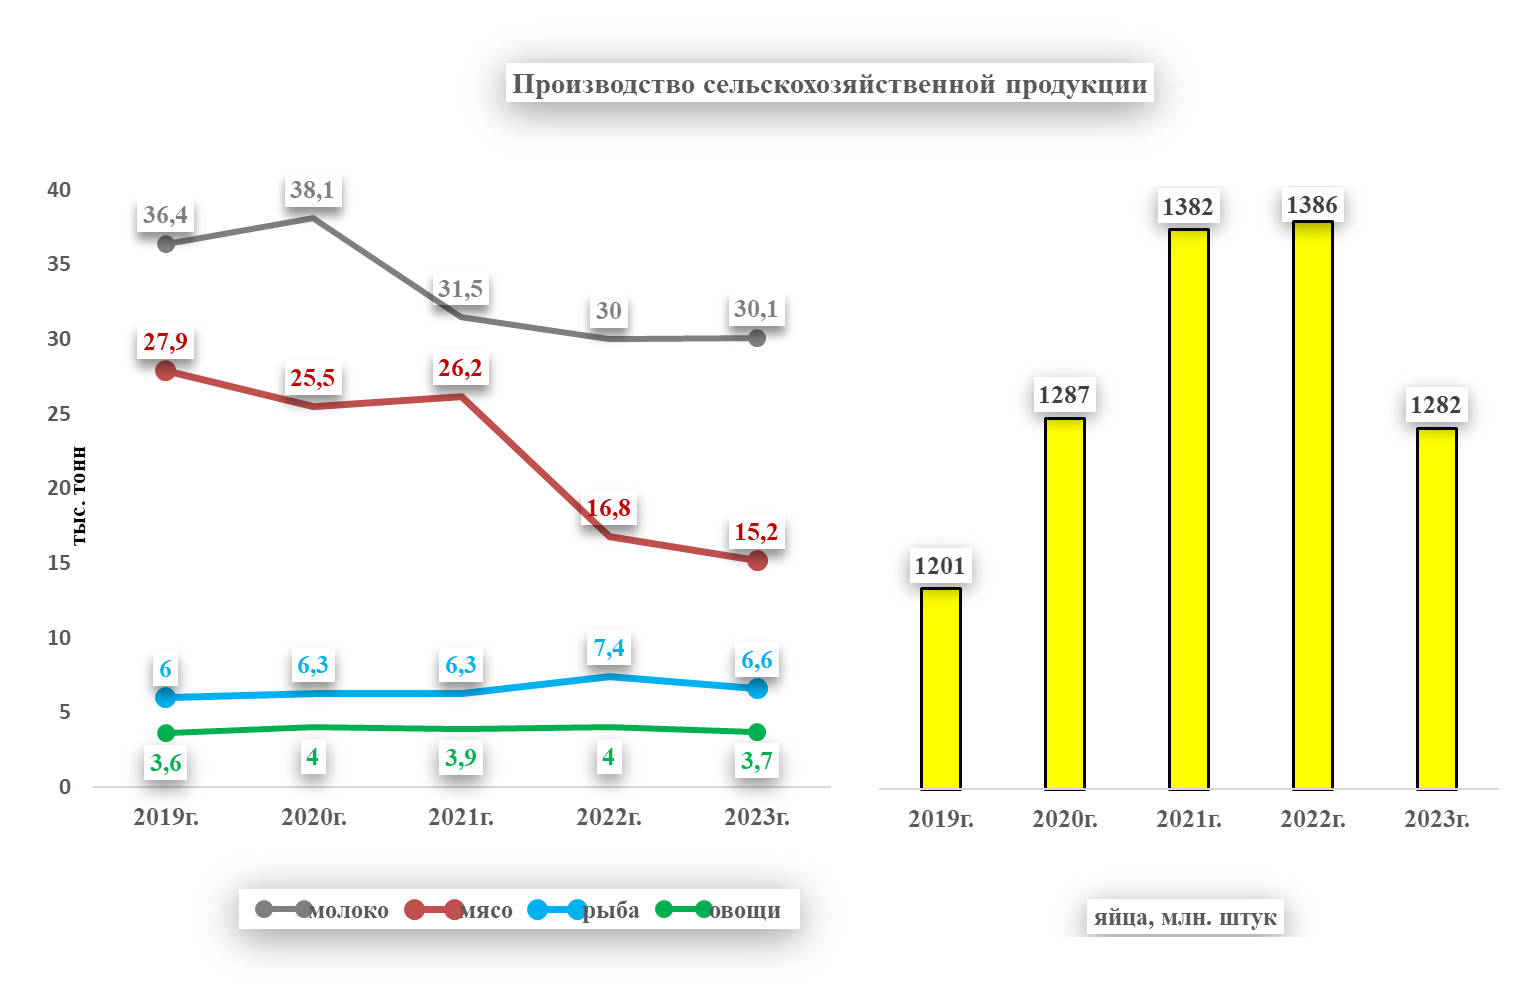 Производство сельскохозяйственной продукции
40
35
30
25
20
15
10
5
0
тыс. тонн
36,4
38,1
31,5
30
30,1
27,9
25,5
26,2
16,8
15,2
6
6,3
6,3
7,4
6,6
3,6
4
3,9
4
3,7
2019г.
2020г.
2021г.
2022г.
2023г.
молоко
мясо
рыба
овощи
1201
1287
1382
1386
1282
2019г.
2020г.
2021г.
2022г.
2023г.
яйца, млн. штук